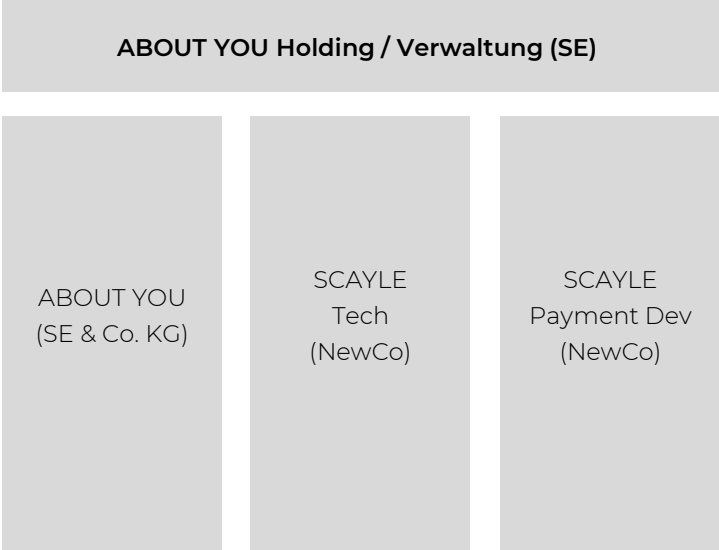 ABOUT YOU Holding / Verwaltung (SE)
ABOUT YOU
(SE & Co. KG)
SCAYLE
Tech
(NewCo)
SCAYLE
Payment Dev
(NewCo)